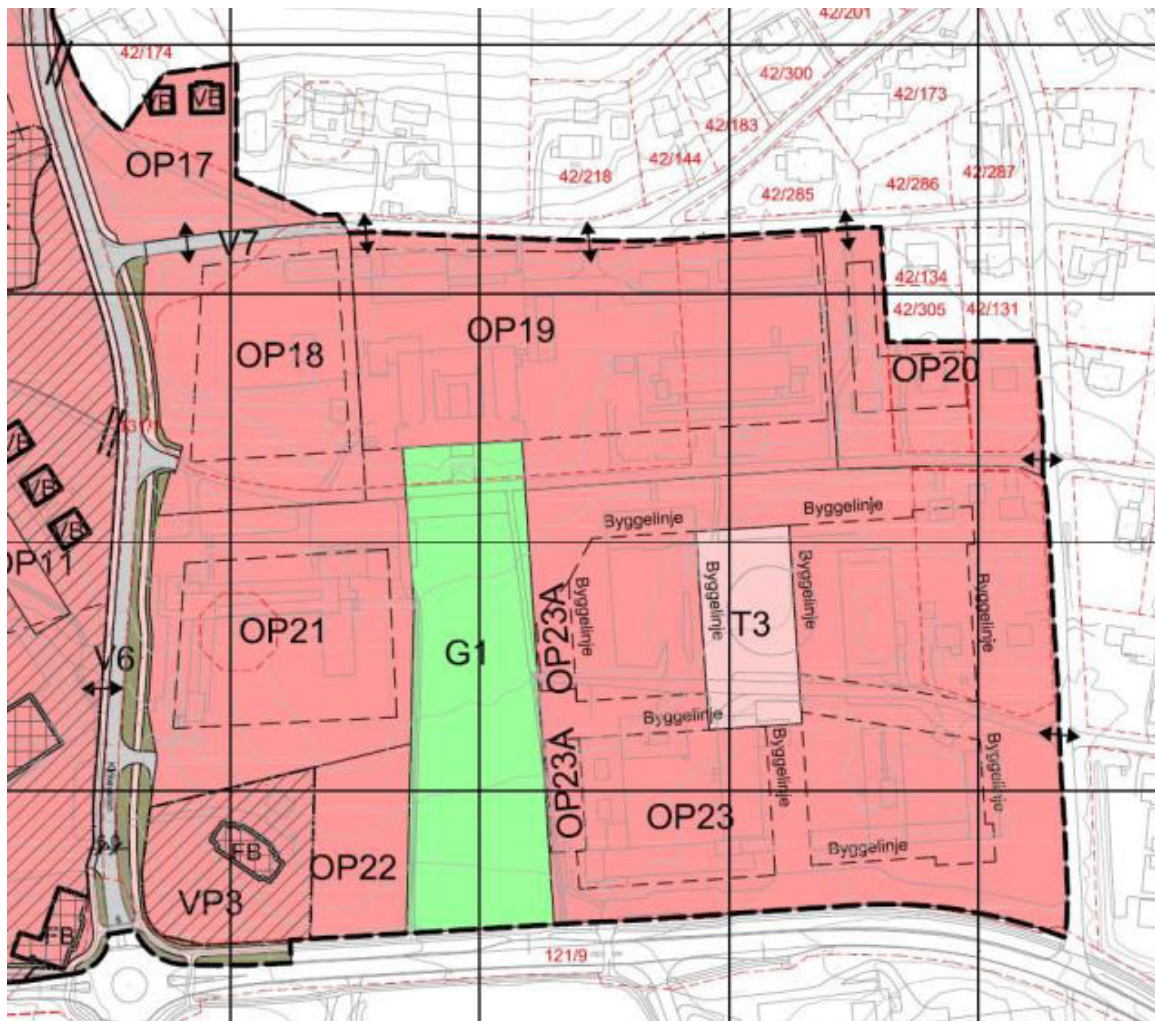 42/201
42/174
42/300
42/173
VB
VB
42/183
OP17
42/144
42/218
42/287
42/285
42/286
V7
42/134
42/305
42/131
OP19
OP18
OP20
Byggelinje
Byggelinje
VB
VB
VB
OP11
OP23A
Byggelinje
Byggelinje
Byggelinje
Byggelinje
OP21
T3
G1
V6
Byggelinje
OP23A
Byggelinje
Byggelinje
OP23
FB
OP22
Byggelinje
VP3
FB
121/9